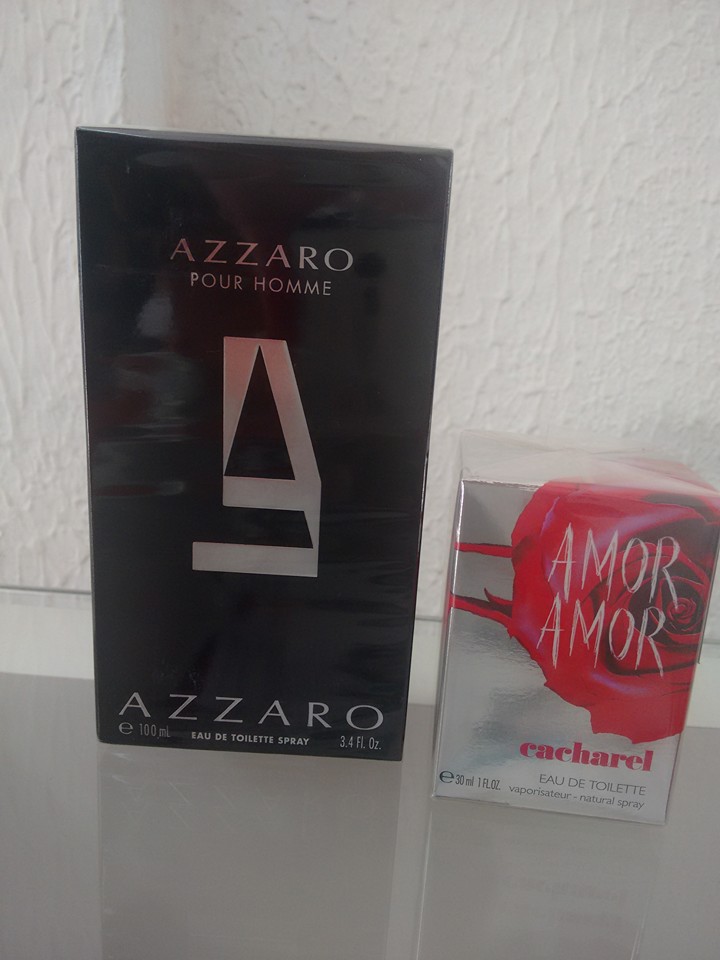 AZZARO
POUR HOMME
AZZARO
e 100 mL EAU DE TOILETTE SPRAY 3.4 Fl. Oz.
AMOR
AMOR
cacharel
EAU DE TOILETTE
e 30 ml 1 FL.OZ. vaporisateur - natural spray